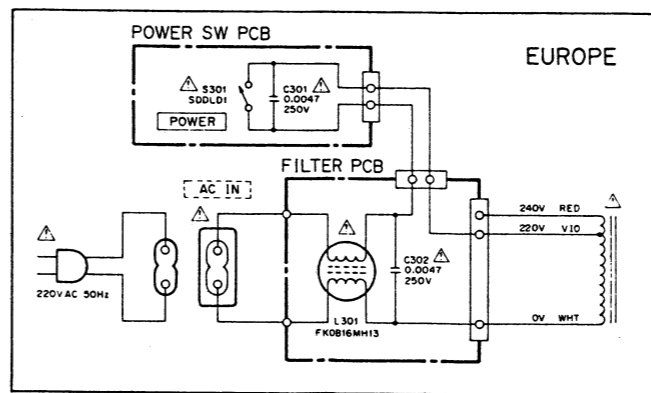 POWER SW PCB
EUROPE
S301
SDDLD1
POWER
C301
0.0047
250V
FILTER PCB
AC IN
240V RED
220V VIO
C302
0.0047
250V
220V AC 50Hz
L301
FKOB16MH13
0V WHT